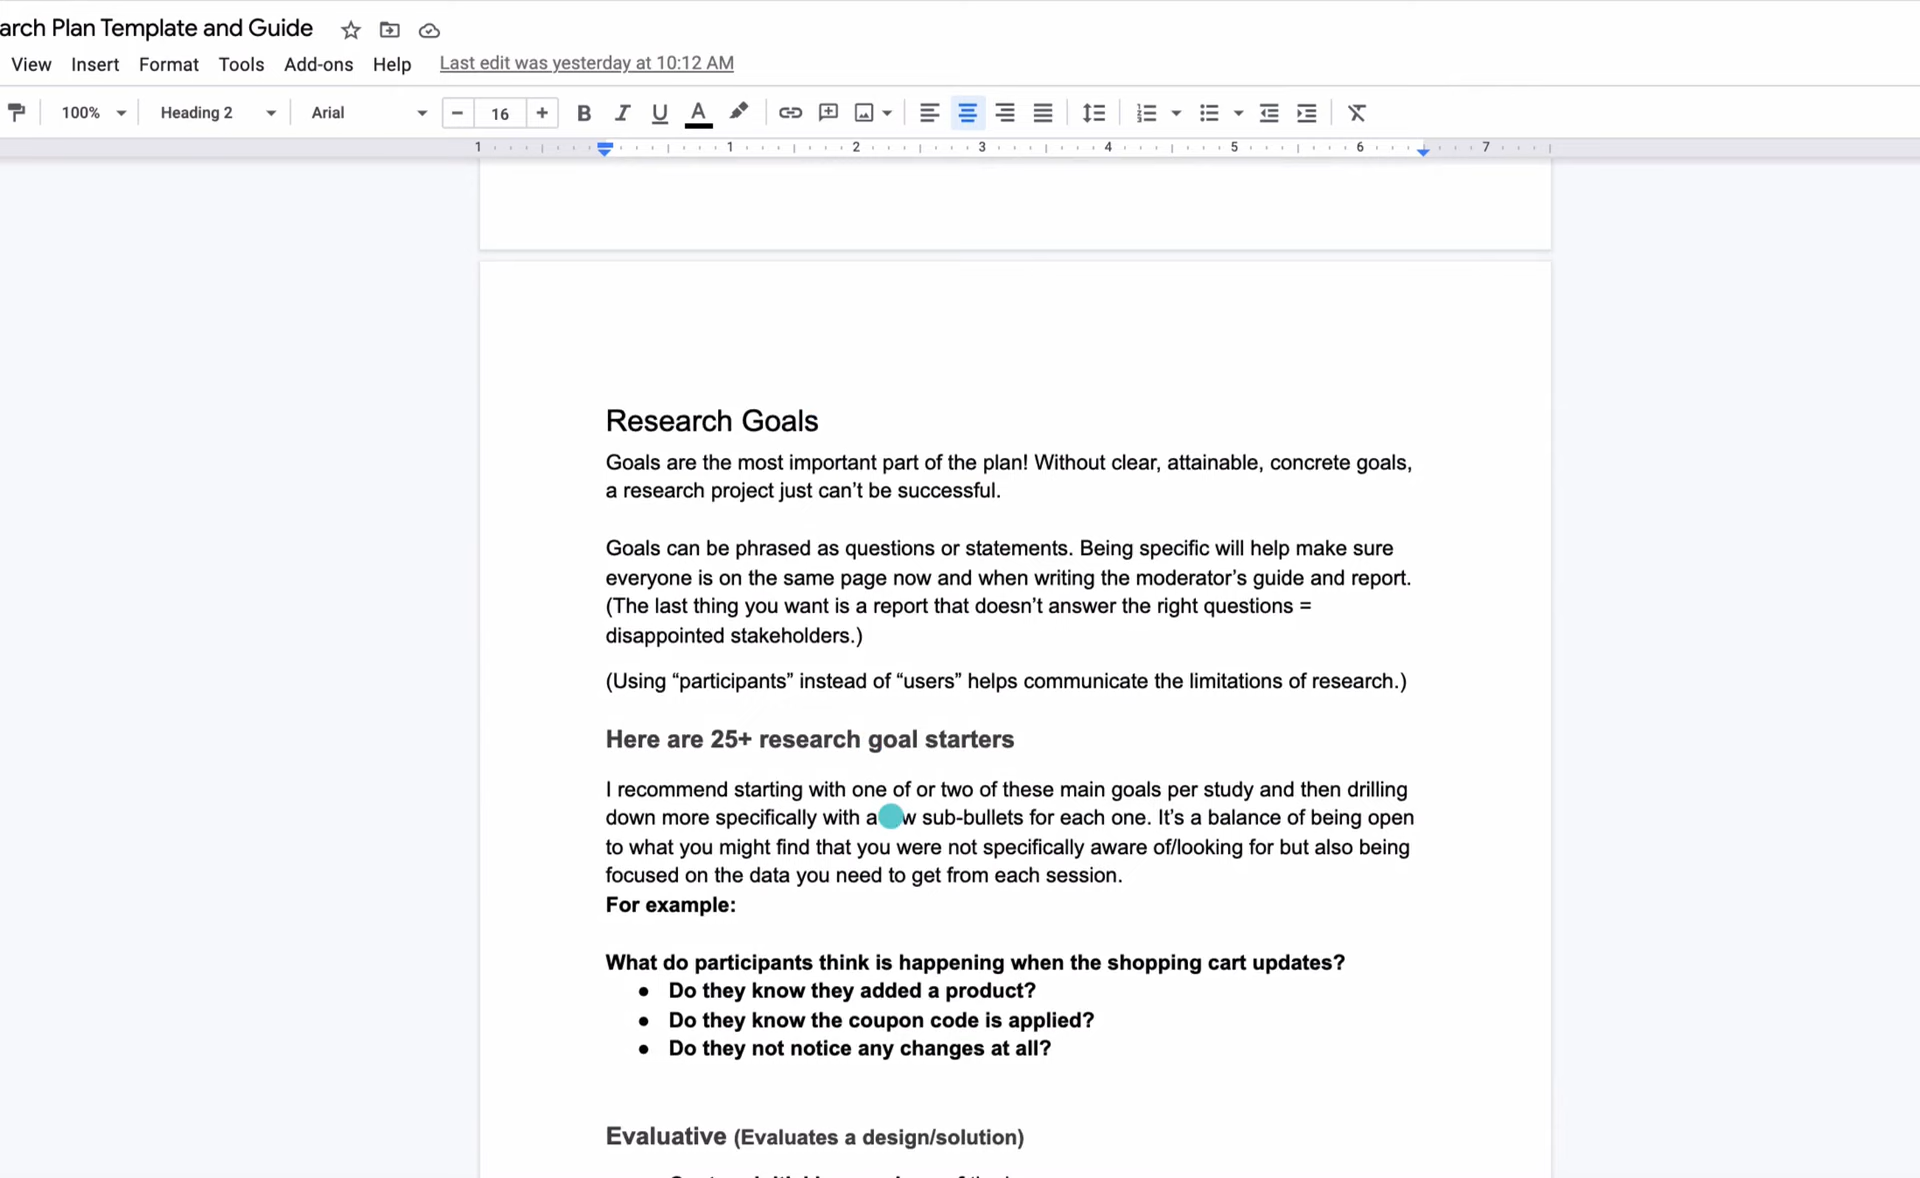 arch Plan Template and Guide
View Insert Format Tools Add-ons Help Last edit was yesterday at 10:12 AM
100% Heading 2 Arial − 16 + B I U A
1 1 2 3 4 5 6 7
Research Goals
Goals are the most important part of the plan! Without clear, attainable, concrete goals,
a research project just can’t be successful.
Goals can be phrased as questions or statements. Being specific will help make sure
everyone is on the same page now and when writing the moderator’s guide and report.
(The last thing you want is a report that doesn’t answer the right questions =
disappointed stakeholders.)
(Using “participants” instead of “users” helps communicate the limitations of research.)
Here are 25+ research goal starters
I recommend starting with one of or two of these main goals per study and then drilling
down more specifically with a w sub-bullets for each one. It’s a balance of being open
to what you might find that you were not specifically aware of/looking for but also being
focused on the data you need to get from each session.
For example:
What do participants think is happening when the shopping cart updates?
● Do they know they added a product?
● Do they know the coupon code is applied?
● Do they not notice any changes at all?
Evaluative (Evaluates a design/solution)